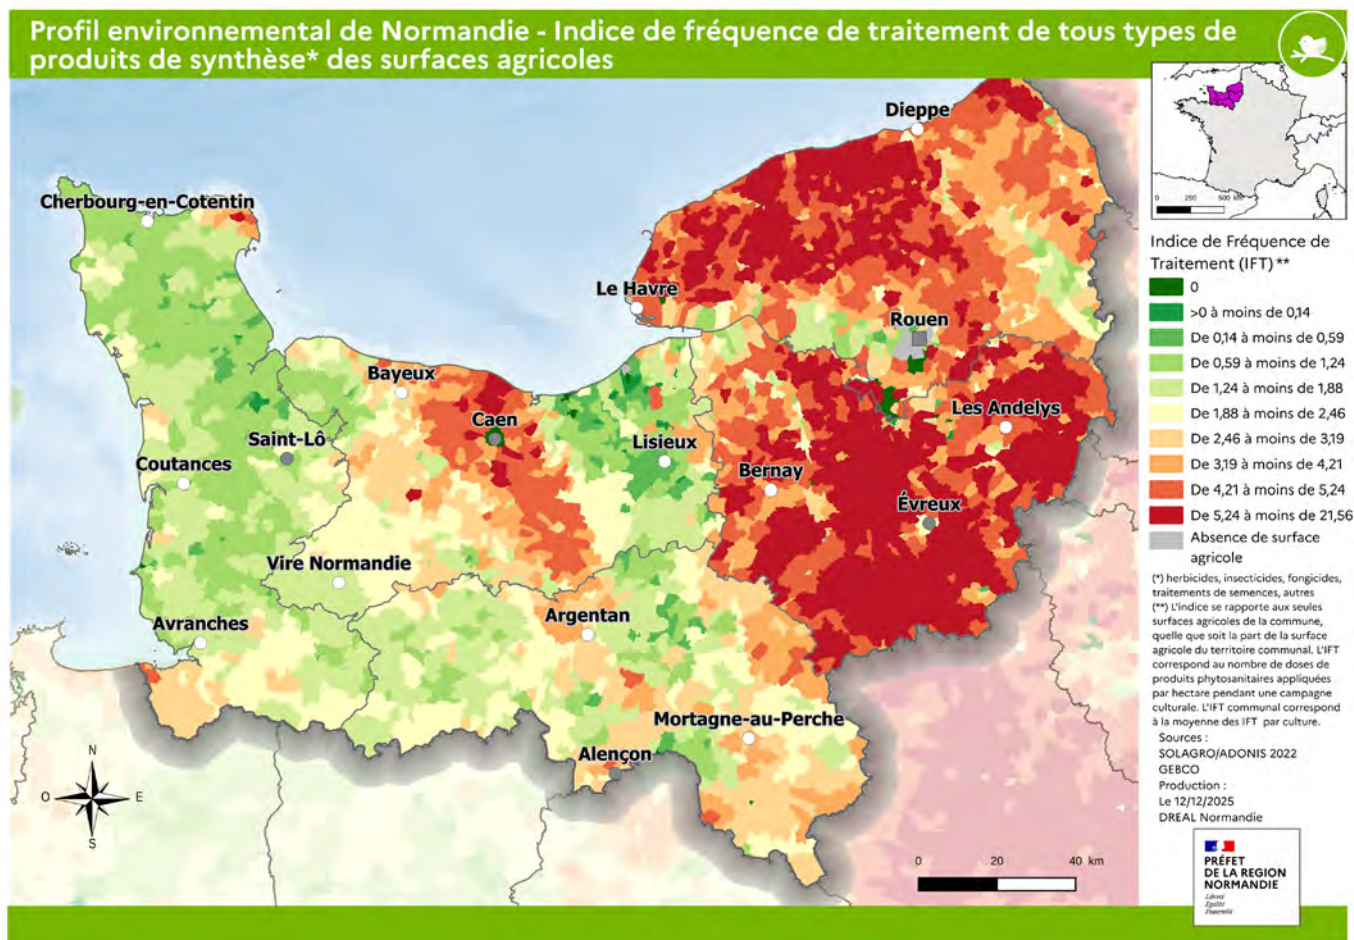 Profil environnemental de Normandie - Indice de fréquence de traitement de tous types de
produits de synthèse* des surfaces agricoles
Dieppe
Cherbourg-en-Cotentin
Le Havre
Rouen
Bayeux
Caen
Les Andelys
Saint-Lô
Lisieux
Coutances
Bernay
Évreux
Vire Normandie
Argentan
Avranches
Mortagne-au-Perche
Alençon
N
O
E
S
0 20 40 km
0 250 500 km
Indice de Fréquence de
Traitement (IFT)**
0
>0 à moins de 0,14
De 0,14 à moins de 0,59
De 0,59 à moins de 1,24
De 1,24 à moins de 1,88
De 1,88 à moins de 2,46
De 2,46 à moins de 3,19
De 3,19 à moins de 4,21
De 4,21 à moins de 5,24
De 5,24 à moins de 21,56
Absence de surface
agricole
(*) herbicides, insecticides, fongicides,
traitements de semences, autres
(**) L'indice se rapporte aux seules
surfaces agricoles de la commune,
quelle que soit la part de la surface
agricole du territoire communal. L'IFT
correspond au nombre de doses de
produits phytosanitaires appliquées
par hectare pendant une campagne
culturale. L'IFT communal correspond
à la moyenne des IFT par culture.
Sources :
SOLAGRO/ADONIS 2022
GEBCO
Production :
Le 12/12/2025
DREAL Normandie
PRÉFET
DE LA REGION
NORMANDIE
Liberté
Égalité
Fraternité